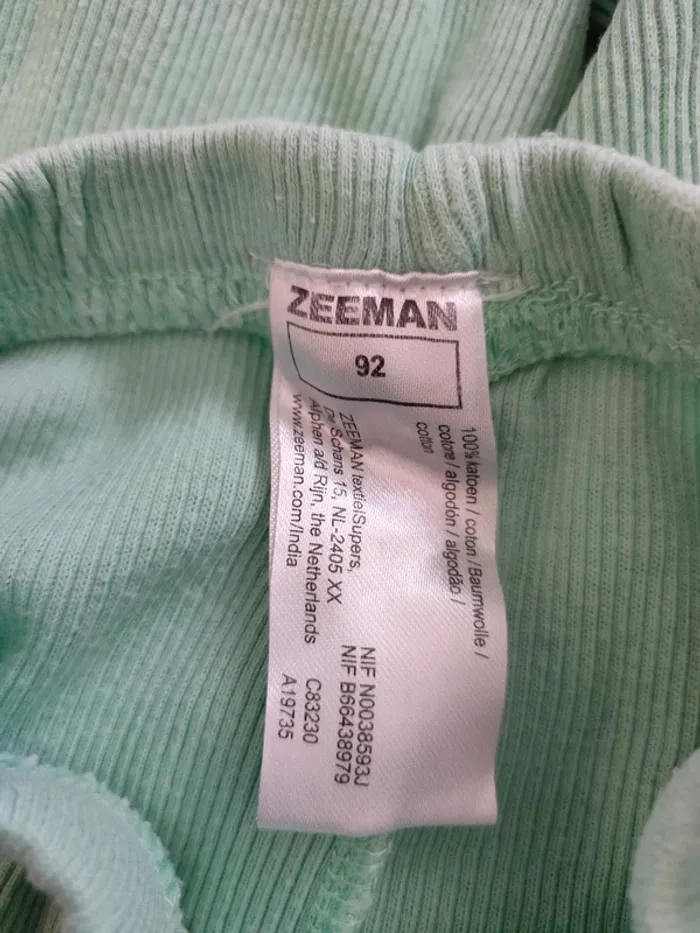 ZEEMAN
92
100% katoen / coton / Baumwolle /
cotone / algodón / algodão /
cotton
ZEEMAN textielSupers,
De Schans 15, NL-2405 XX
Alphen a/d Rijn, the Netherlands
www.zeeman.com/India
NIF N0038593J
NIF B66438979
C83230
A19735